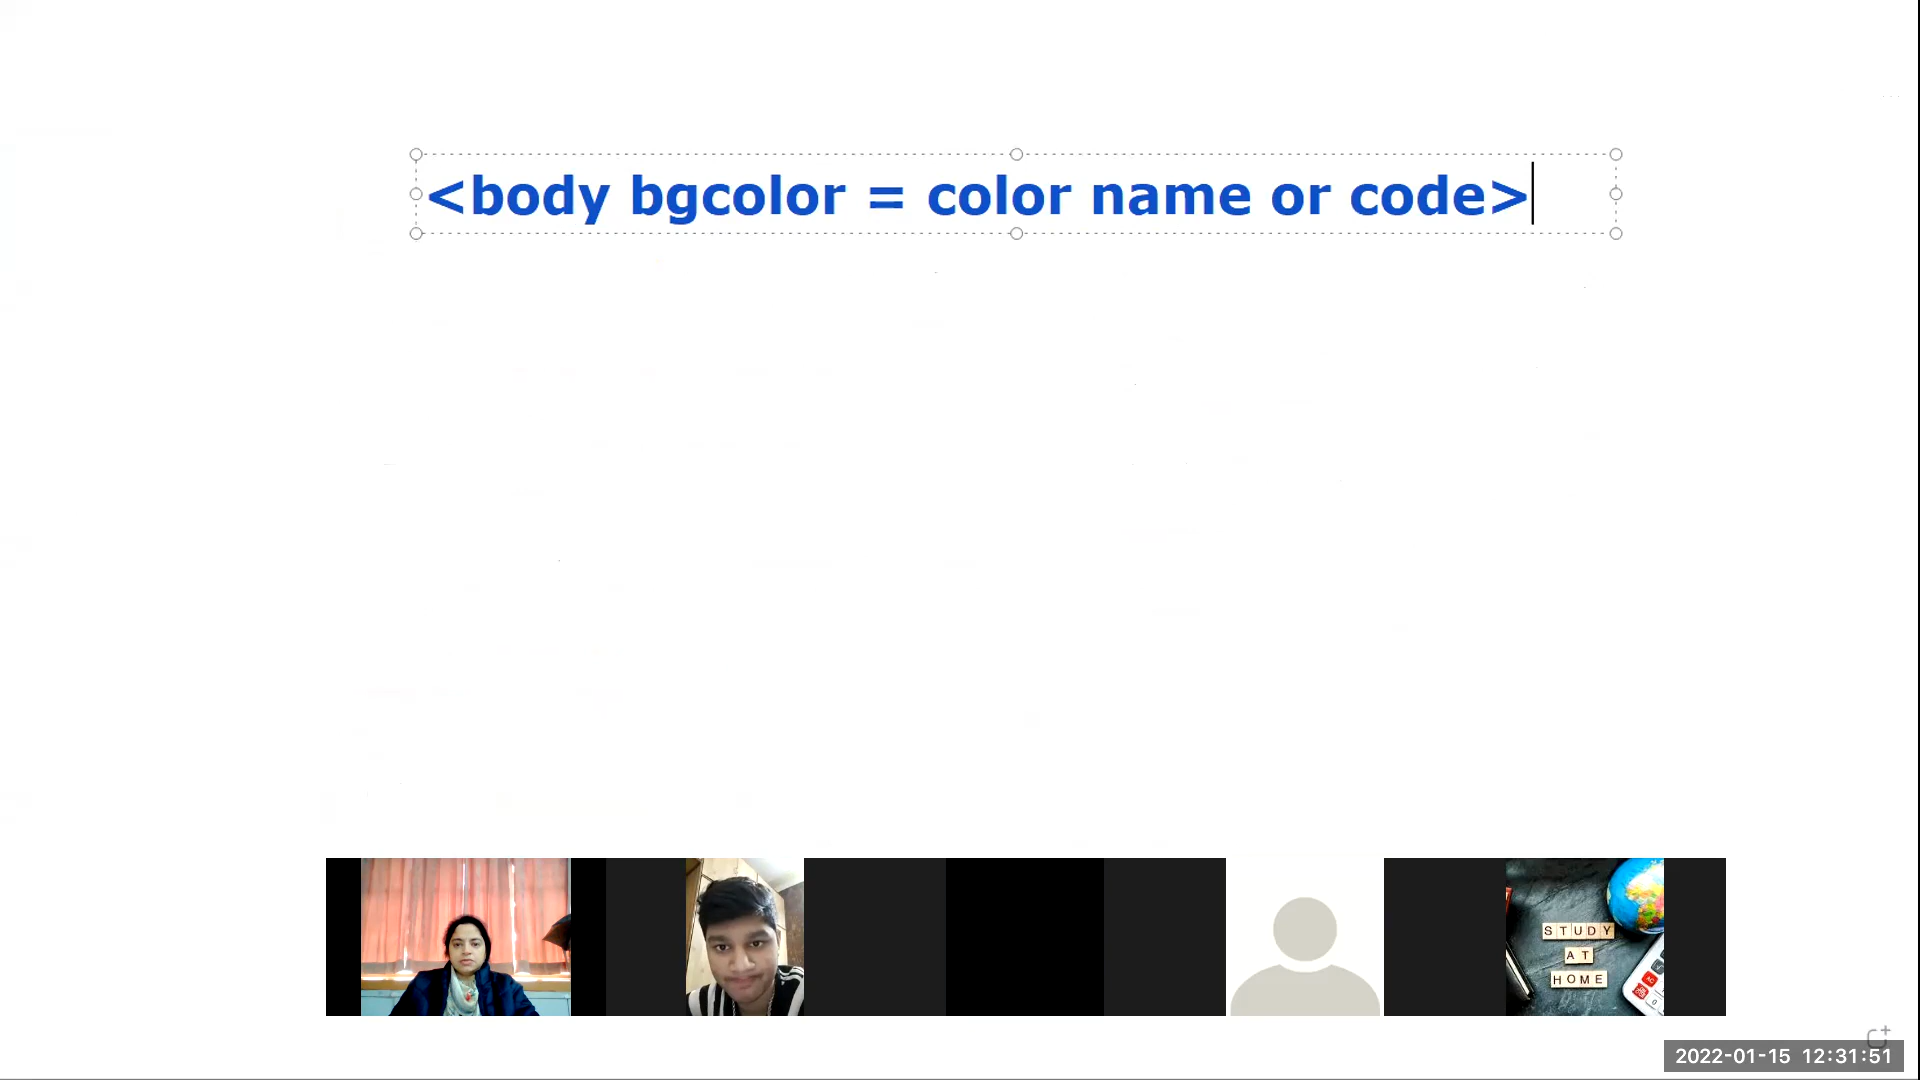 <body bgcolor = color name or code>
STUDY
AT
HOME
2022-01-15 12:31:51